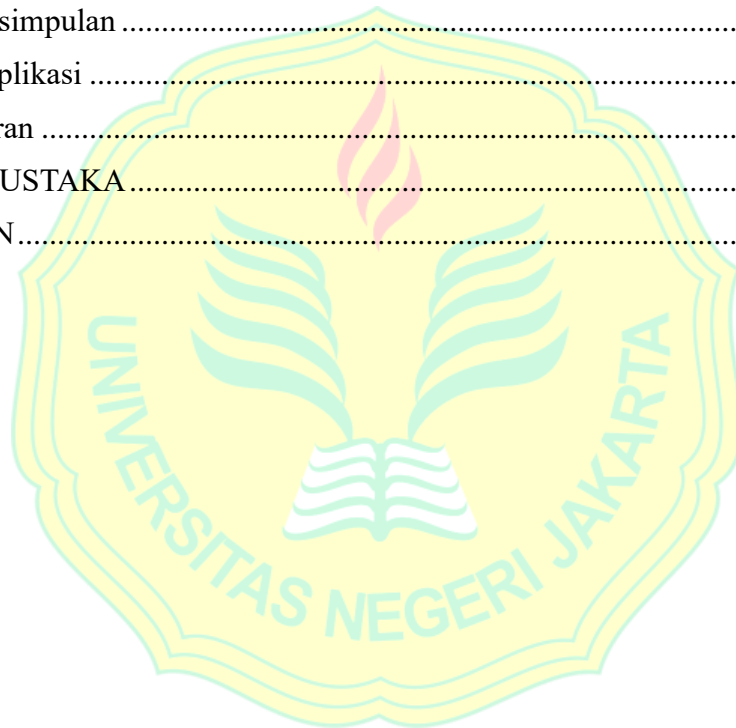 simpulan ........................................................................................
plikasi ............................................................................................
ran ..................................................................................................
USTAKA ......................................................................................
N ......................................................................................................
UNIVERSITAS NEGERI JAKARTA